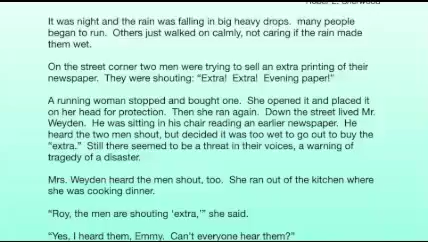 Robert E. Sherwood
It was night and the rain was falling in big heavy drops.  many people
began to run.  Others just walked on calmly, not caring if the rain made
them wet.
On the street corner two men were trying to sell an extra printing of their
newspaper.  They were shouting: “Extra!  Extra!  Evening paper!”
A running woman stopped and bought one.  She opened it and placed it
on her head for protection.  Then she ran again.  Down the street lived Mr.
Weyden.  He was sitting in his chair reading an earlier newspaper.  He
heard the two men shout, but decided it was too wet to go out to buy the
“extra.”  Still there seemed to be a threat in their voices, a warning of
tragedy of a disaster.
Mrs. Weyden heard the men shout, too.  She ran out of the kitchen where
she was cooking dinner.
“Roy, the men are shouting ‘extra,’” she said.
“Yes, I heard them, Emmy.  Can’t everyone hear them?”